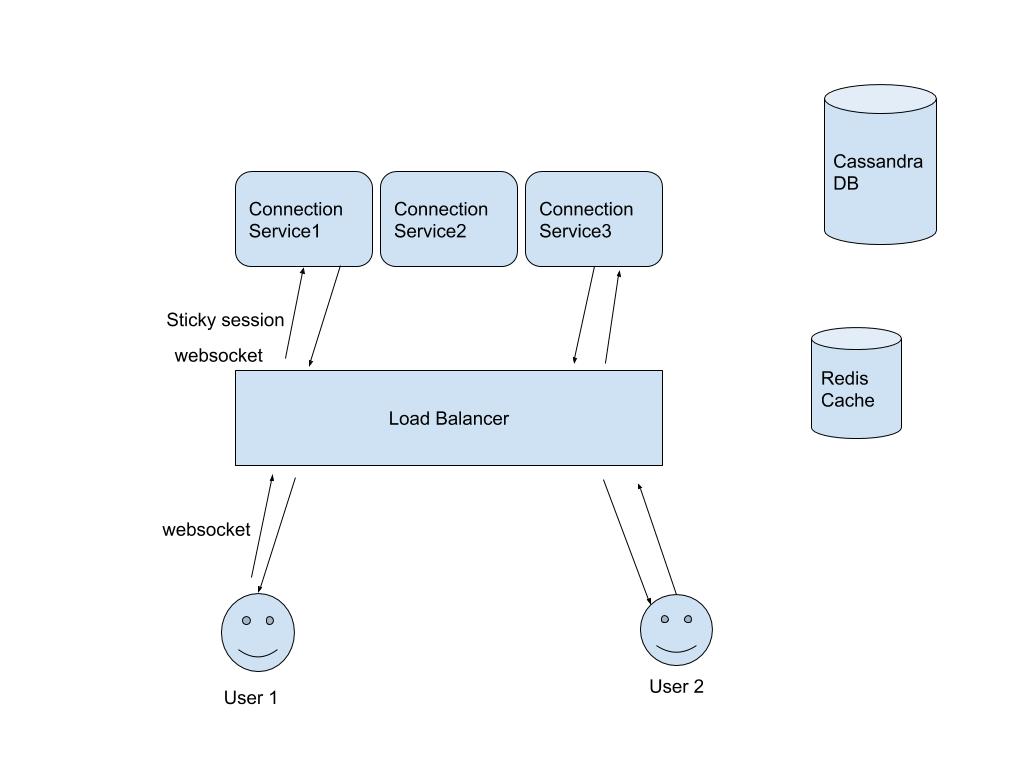 Cassandra
DB
Connection
Service1
Connection
Service2
Connection
Service3
Sticky session
websocket
Redis
Cache
Load Balancer
websocket
User 1
User 2